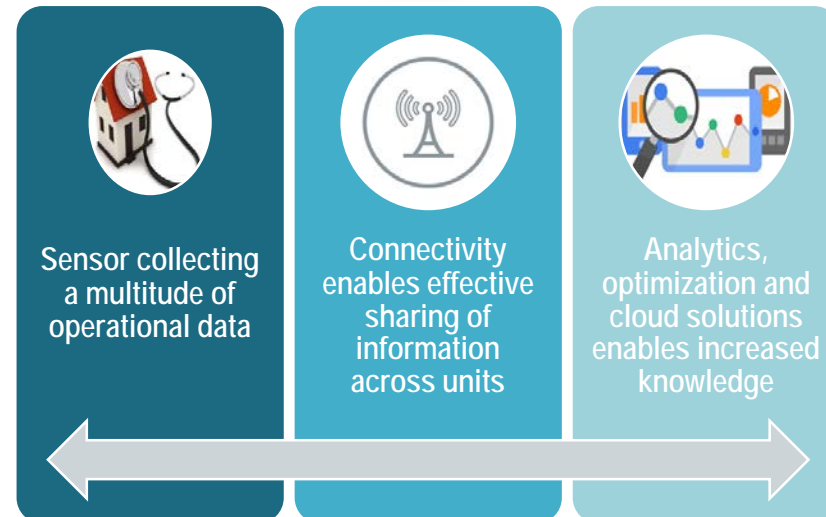 Sensor collecting
a multitude of
operational data
Connectivity
enables effective
sharing of
information
across units
Analytics,
optimization and
cloud solutions
enables increased
knowledge